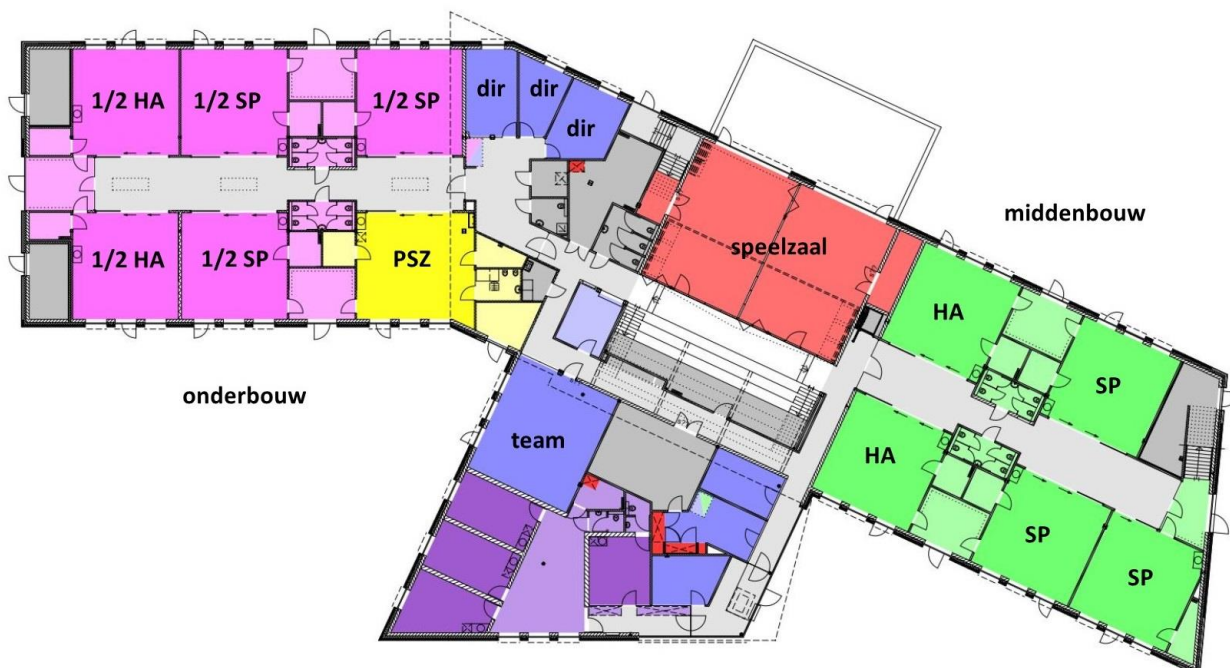 1/2 HA
1/2 SP
1/2 SP
dir
dir
dir
middenbouw
1/2 HA
1/2 SP
PSZ
speelzaal
HA
SP
onderbouw
team
HA
SP
SP